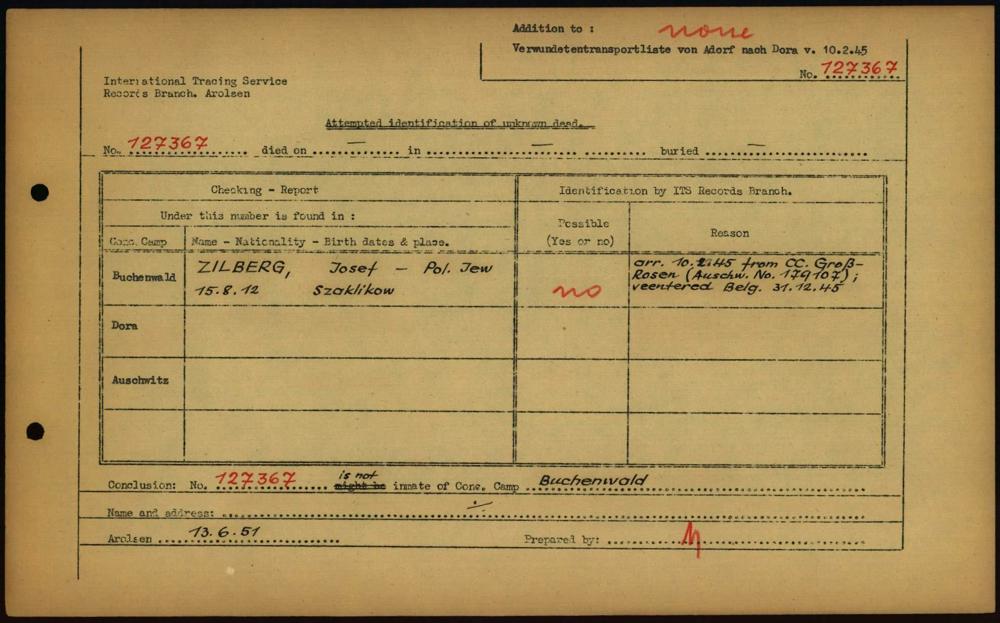 Addition to : none
Verwundetentransportliste von Adorf nach Dora v. 10.2.45
No. 127367
International Tracing Service
Records Branch. Arolsen
Attempted identification of unknown dead.
No. 127367 died on — in — buried —
Checking - Report
Identification by ITS Records Branch.
Under this number is found in :
Possible
(Yes or no)
Reason
Conc. Camp
Name - Nationality - Birth dates & place.
Buchenwald
ZILBERG, Josef — Pol. Jew
15.8.12 Szaklikow
no
arr. 10.2.45 from CC. Groß-
Rosen (Auschw. No. 179107);
veentered Belg. 31.12.45
Dora
Auschwitz
Conclusion: No. 127367 is not might be inmate of Conc. Camp Buchenwald
Name and address:
Arolsen 13.6.51 Prepared by: